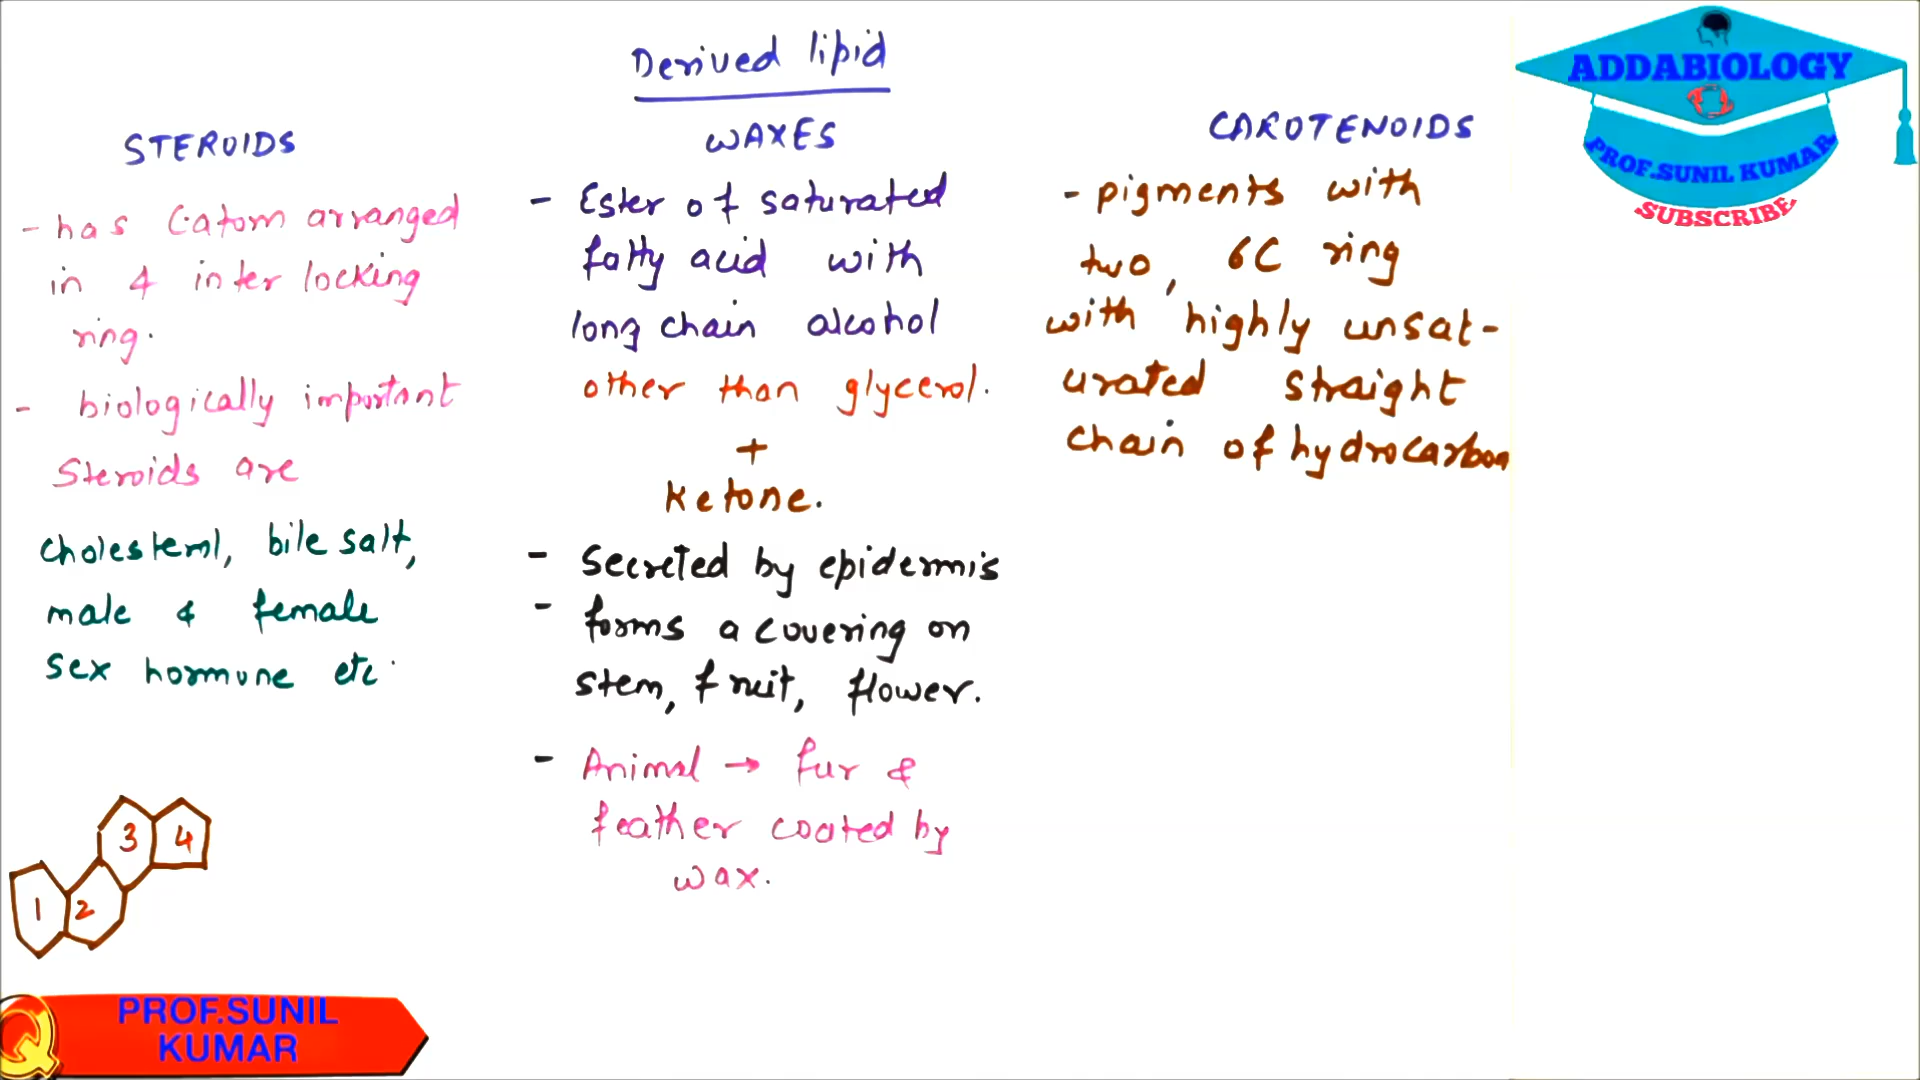 Derived lipid
STEROIDS
- has C-atom arranged
in 4 inter locking
ring.
- biologically important
steroids are
cholesterol, bile salt,
male & female
sex hormone etc.
1 2 3 4
WAXES
- Ester of saturated
fatty acid with
long chain alcohol
other than glycerol.
+
Ketone.
- Secreted by epidermis
- forms a covering on
stem, fruit, flower.
- Animal → fur &
feather coated by
wax.
CAROTENOIDS
- pigments with
two, 6C ring
with highly unsat-
urated straight
chain of hydrocarbon
ADDABIOLOGY
PROF.SUNIL KUMAR
SUBSCRIBE
PROF.SUNIL
KUMAR